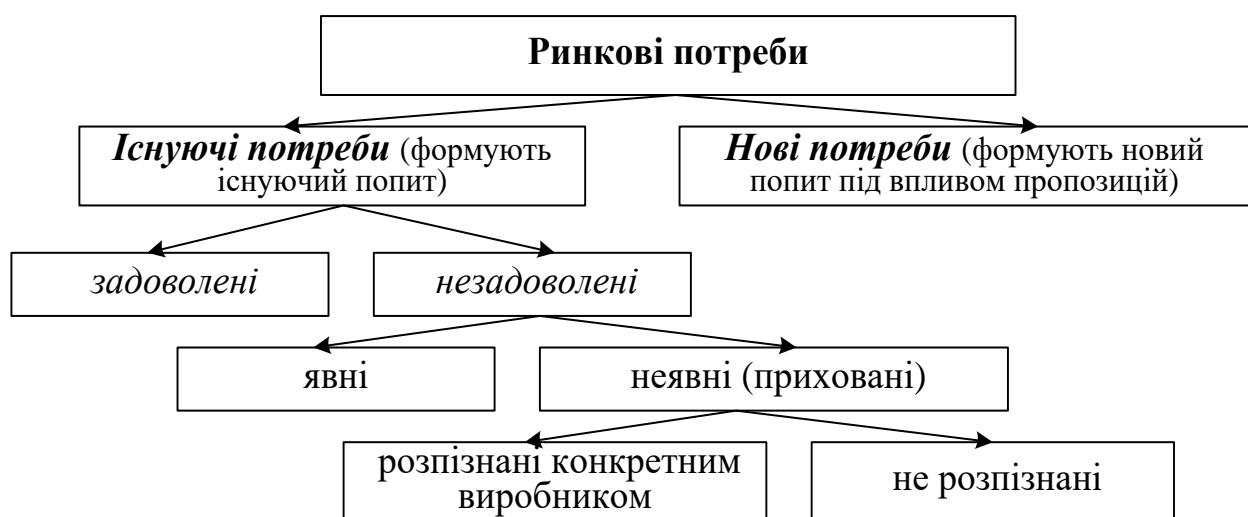 Ринкові потреби
Існуючі потреби (формують
існуючий попит)
Нові потреби (формують новий
попит під впливом пропозицій)
задоволені
незадоволені
явні
неявні (приховані)
розпізнані конкретним
виробником
не розпізнані